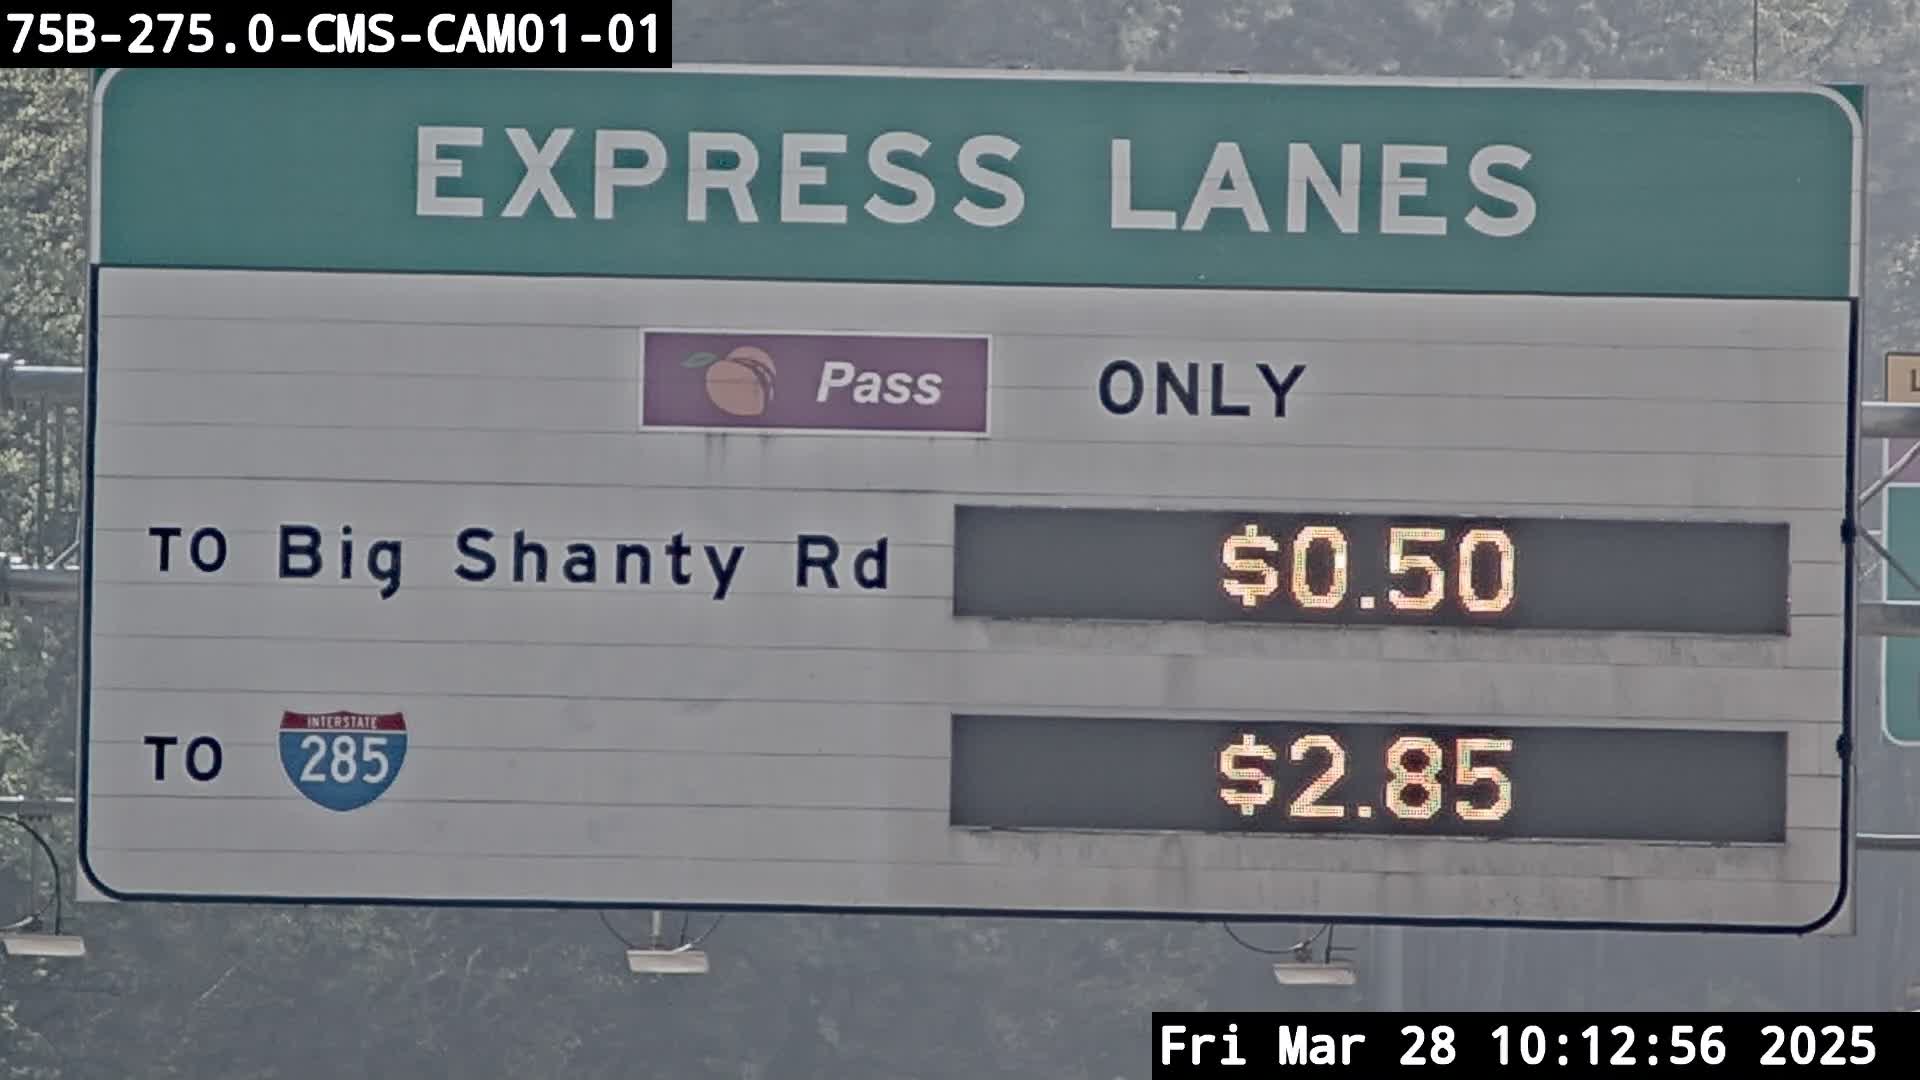 75B-275.0-CMS-CAM01-01
EXPRESS LANES
Pass ONLY
TO Big Shanty Rd $0.50
INTERSTATE
TO 285 $2.85
Fri Mar 28 10:12:56 2025